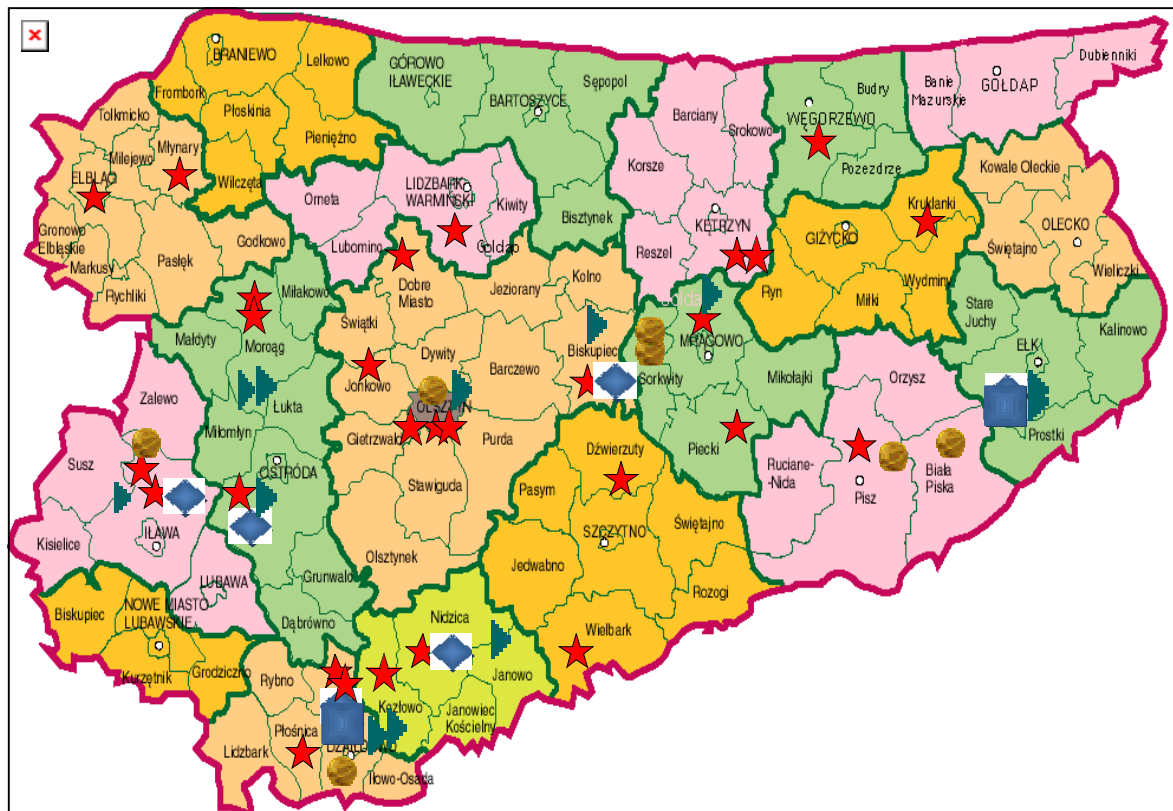 BRANIEWO
Lelkowo
Frombork
Płoskinia
Pieniężno
Wilczęta
GÓROWO
IŁAWECKIE
Sępopol
BARTOSZYCE
Bisztynek
Barciany
Srokowo
Korsze
KĘTRZYN
Reszel
Budry
WĘGORZEWO
Pozezdrze
Banie
Mazurskie
GOŁDAP
Dubienniki
Tolkmicko
Młynary
Milejewo
ELBLĄG
Gronowo
Elbląskie
Markusy
Pasłęk
Godkowo
Rychliki
Orneta
LIDZBARK
WARMIŃSKI
Kiwity
Lubomino
Gołdap
Kruklanki
GIŻYCKO
Wydminy
Ryn
Miłki
Kowale Oleckie
OLECKO
Świętajno
Wieliczki
Stare
Juchy
Kalinowo
EŁK
Prostki
Miłakowo
Małdyty
Morąg
Łukta
Miłomłyn
OSTRÓDA
Grunwald
Dąbrówno
Dobre
Miasto
Jeziorany
Kolno
Świątki
Dywity
Biskupiec
Jonkowo
Barczewo
OLSZTYN
Gietrzwałd
Purda
Stawiguda
Olsztynek
MRĄGOWO
Sorkwity
Mikołajki
Piecki
Orzysz
Ruciane-
-Nida
Pisz
Biała
Piska
Zalewo
Susz
IŁAWA
Kisielice
LUBAWA
Dźwierzuty
Pasym
SZCZYTNO
Świętajno
Jedwabno
Rozogi
Wielbark
Biskupiec
NOWE MIASTO
LUBAWSKIE
Kurzętnik
Grodziczno
Nidzica
Janowo
Kozłowo
Janowiec
Kościelny
Rybno
Płośnica
Lidzbark
Iłowo-Osada